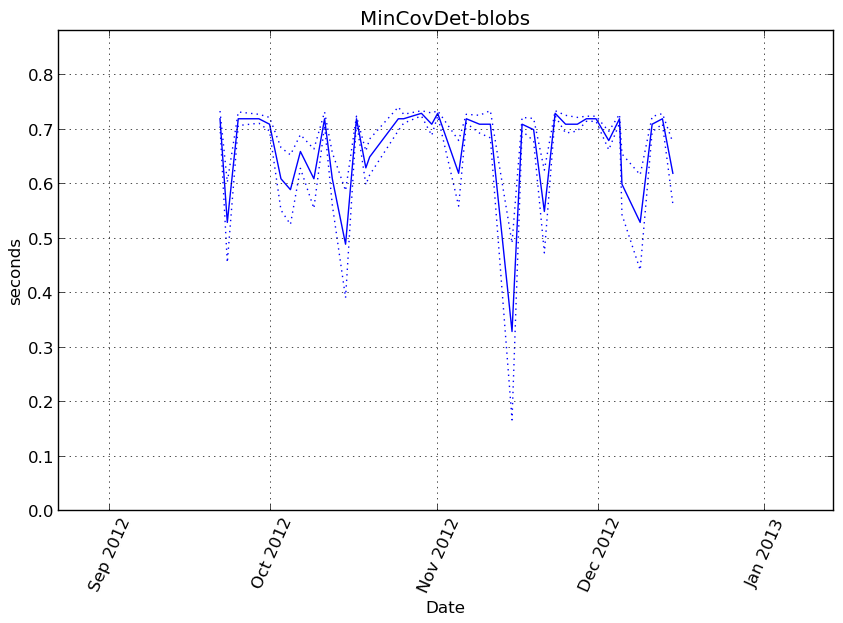 MinCovDet-blobs
0.8
0.7
0.6
0.5
0.4
0.3
0.2
0.1
0.0
seconds
Sep 2012
Oct 2012
Nov 2012
Dec 2012
Jan 2013
Date